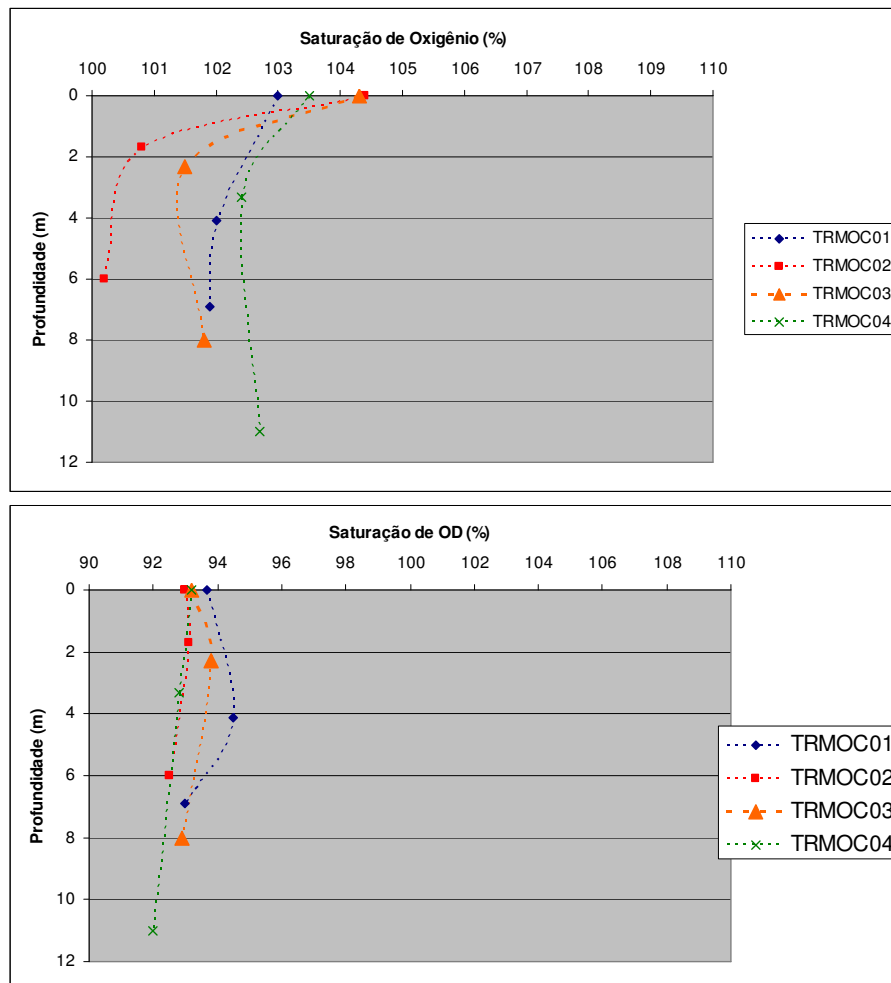 Saturação de Oxigênio (%)
100 101 102 103 104 105 106 107 108 109 110
0
2
4
6
8
10
12
Profundidade (m)
TRMOC01
TRMOC02
TRMOC03
TRMOC04
Saturação de OD (%)
90 92 94 96 98 100 102 104 106 108 110
0
2
4
6
8
10
12
Profundidade (m)
TRMOC01
TRMOC02
TRMOC03
TRMOC04